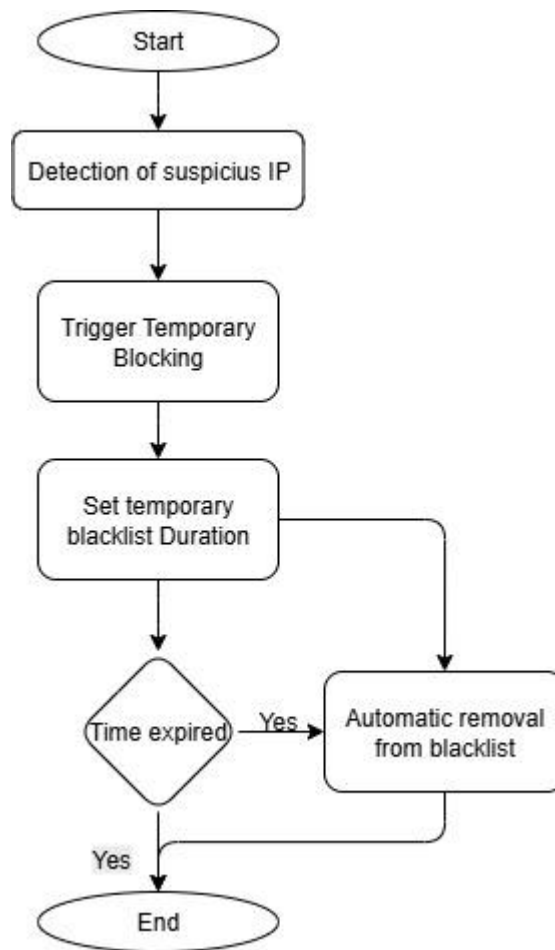 Start
Detection of suspicius IP
Trigger Temporary
Blocking
Set temporary
blacklist Duration
Time expired
Yes
Automatic removal
from blacklist
Yes
End